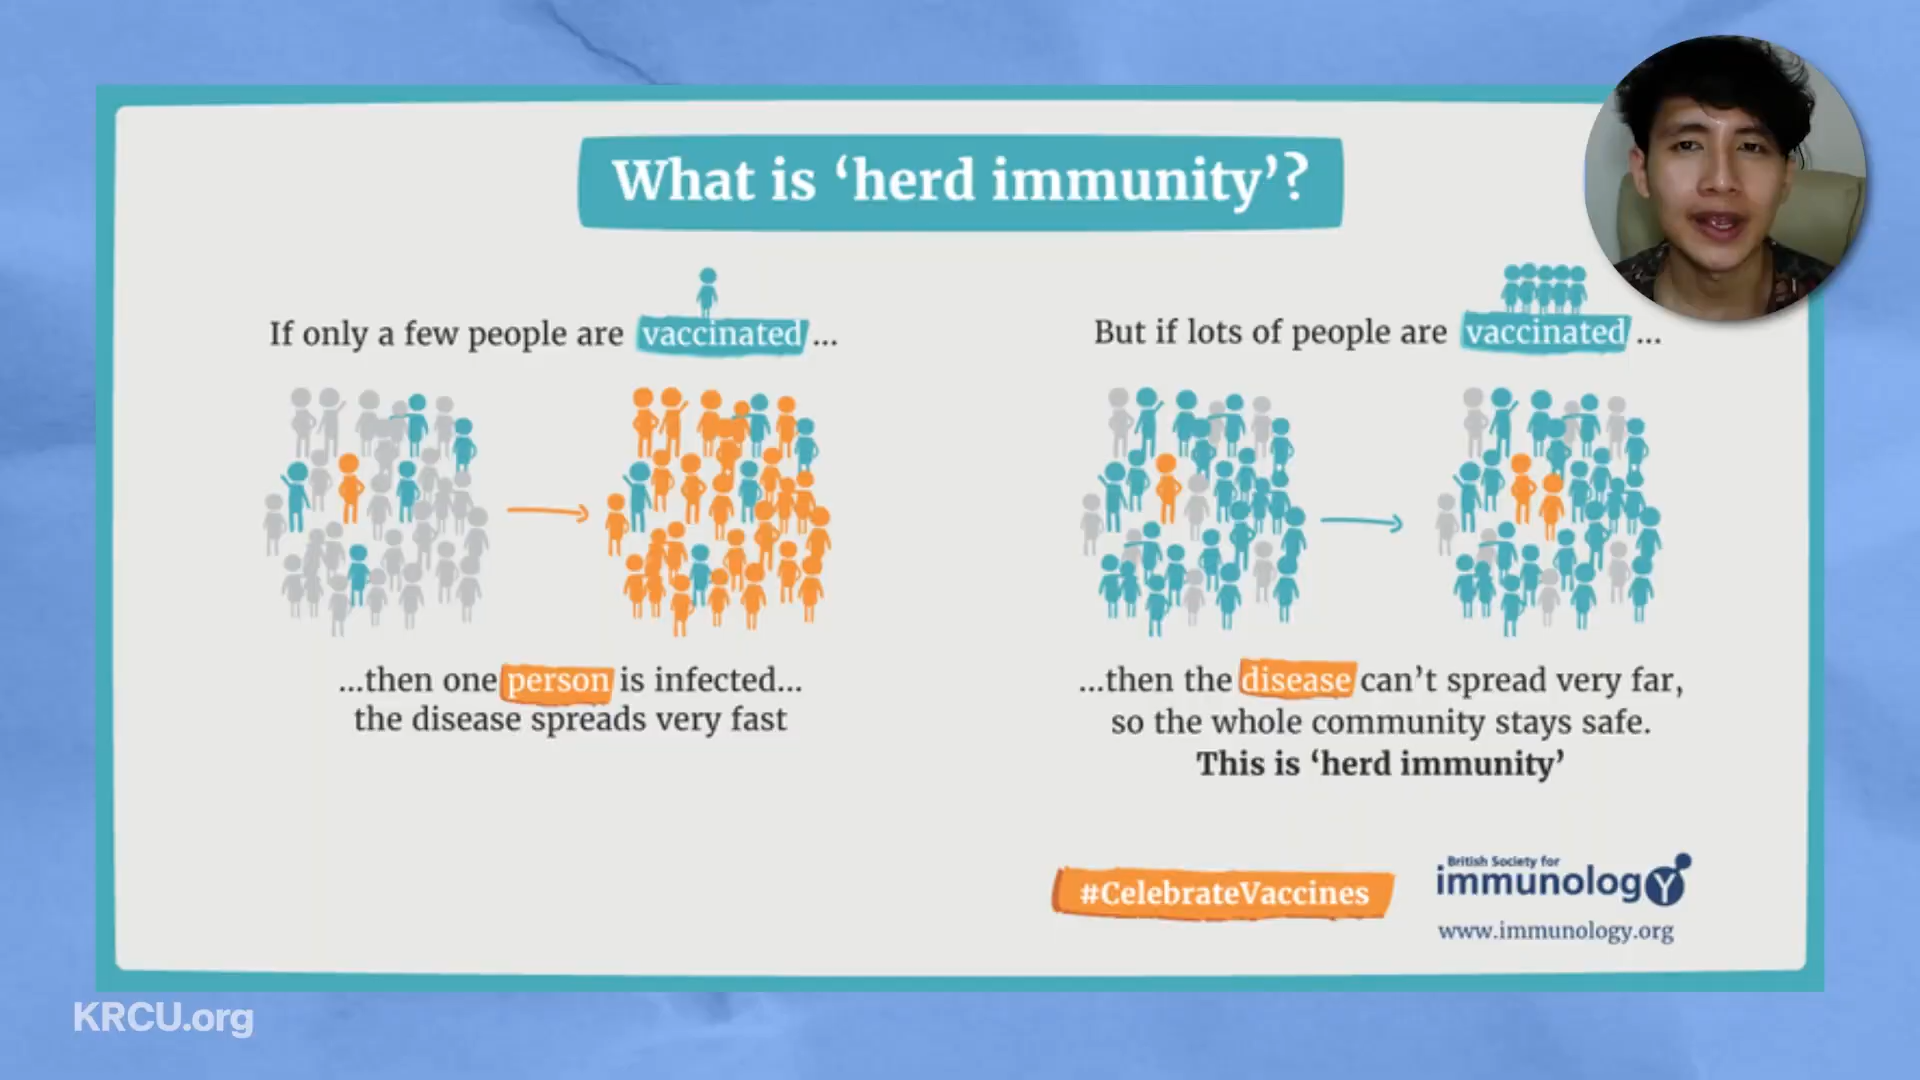 What is ‘herd immunity’?
If only a few people are vaccinated ...
...then one person is infected...
the disease spreads very fast
But if lots of people are vaccinated ...
...then the disease can’t spread very far,
so the whole community stays safe.
This is ‘herd immunity’
#CelebrateVaccines
British Society for
immunology
www.immunology.org
KRCU.org